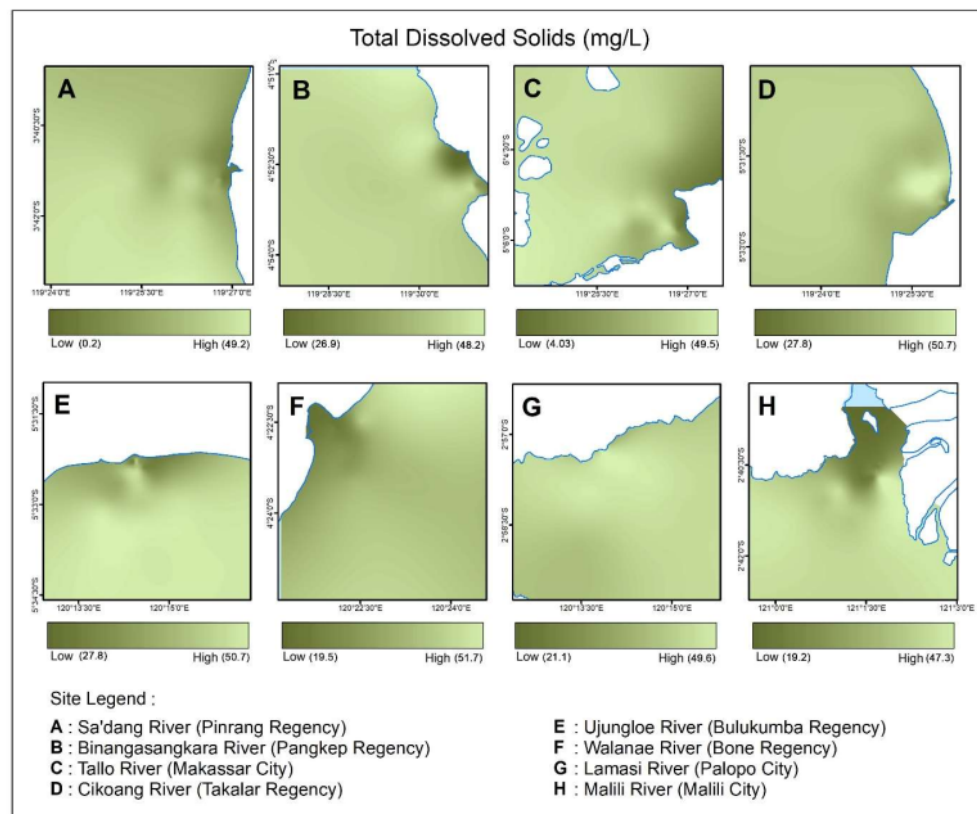 Total Dissolved Solids (mg/L)
A
B
C
D
3°40'30"S
4°51'0"S
5°4'30"S
5°31'30"S
3°42'0"S
4°52'30"S
5°6'0"S
5°33'0"S
4°54'0"S
119°24'0"E 119°25'30"E 119°27'0"E
119°28'30"E 119°30'0"E
119°25'30"E 119°27'0"E
119°24'0"E 119°25'30"E
Low (0.2) High (49.2)
Low (26.9) High (48.2)
Low (4.03) High (49.5)
Low (27.8) High (50.7)
E
F
G
H
5°31'30"S
4°22'30"S
2°57'0"S
2°40'30"S
5°33'0"S
4°24'0"S
2°58'30"S
2°42'0"S
5°34'30"S
120°13'30"E 120°15'0"E
120°22'30"E 120°24'0"E
120°13'30"E 120°15'0"E
121°0'0"E 121°1'30"E 121°3'0"E
Low (27.8) High (50.7)
Low (19.5) High (51.7)
Low (21.1) High (49.6)
Low (19.2) High (47.3)
Site Legend :
A : Sa'dang River (Pinrang Regency)
B : Binangasangkara River (Pangkep Regency)
C : Tallo River (Makassar City)
D : Cikoang River (Takalar Regency)
E : Ujungloe River (Bulukumba Regency)
F : Walanae River (Bone Regency)
G : Lamasi River (Palopo City)
H : Malili River (Malili City)